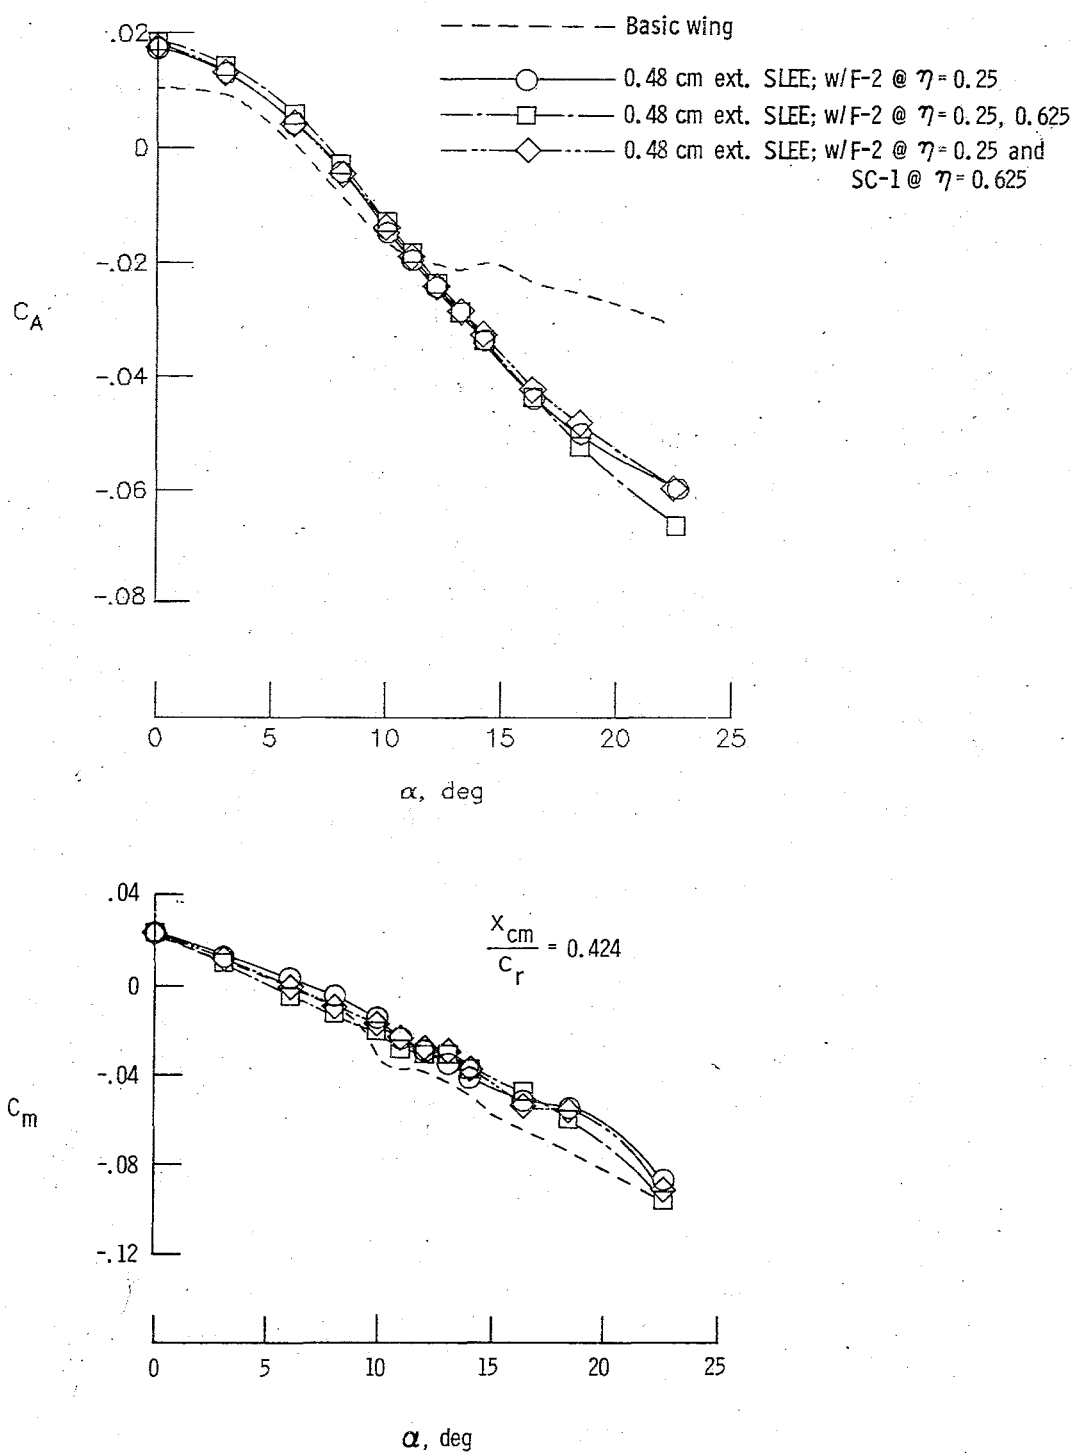 Basic wing
0.48 cm ext. SLEE; w/F-2 @ η = 0.25
0.48 cm ext. SLEE; w/F-2 @ η = 0.25, 0.625
0.48 cm ext. SLEE; w/F-2 @ η = 0.25 and
SC-1 @ η = 0.625
.02
0
-.02
-.04
-.06
-.08
C_A
0 5 10 15 20 25
α, deg
.04
0
-.04
-.08
-.12
C_m
x_cm
c_r
= 0.424
0 5 10 15 20 25
α, deg